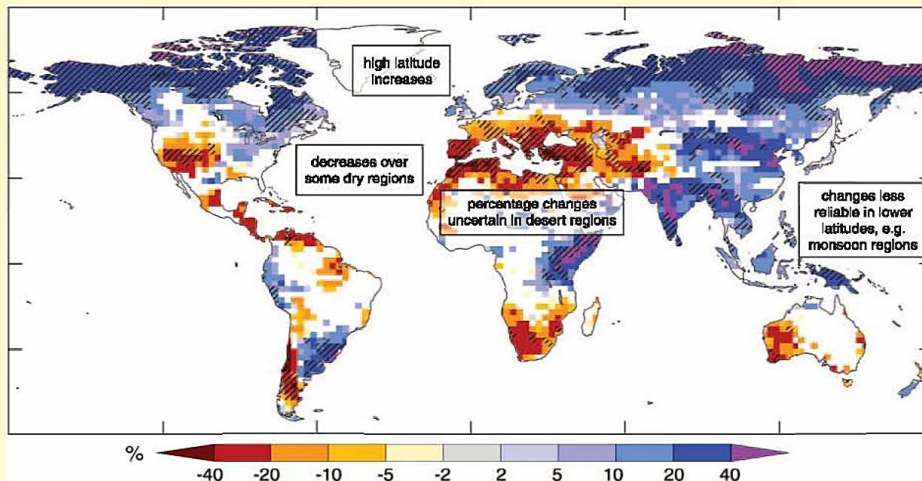 high latitude
increases
decreases over
some dry regions
percentage changes
uncertain in desert regions
changes less
reliable in lower
latitudes, e.g.
monsoon regions
% -40 -20 -10 -5 -2 2 5 10 20 40